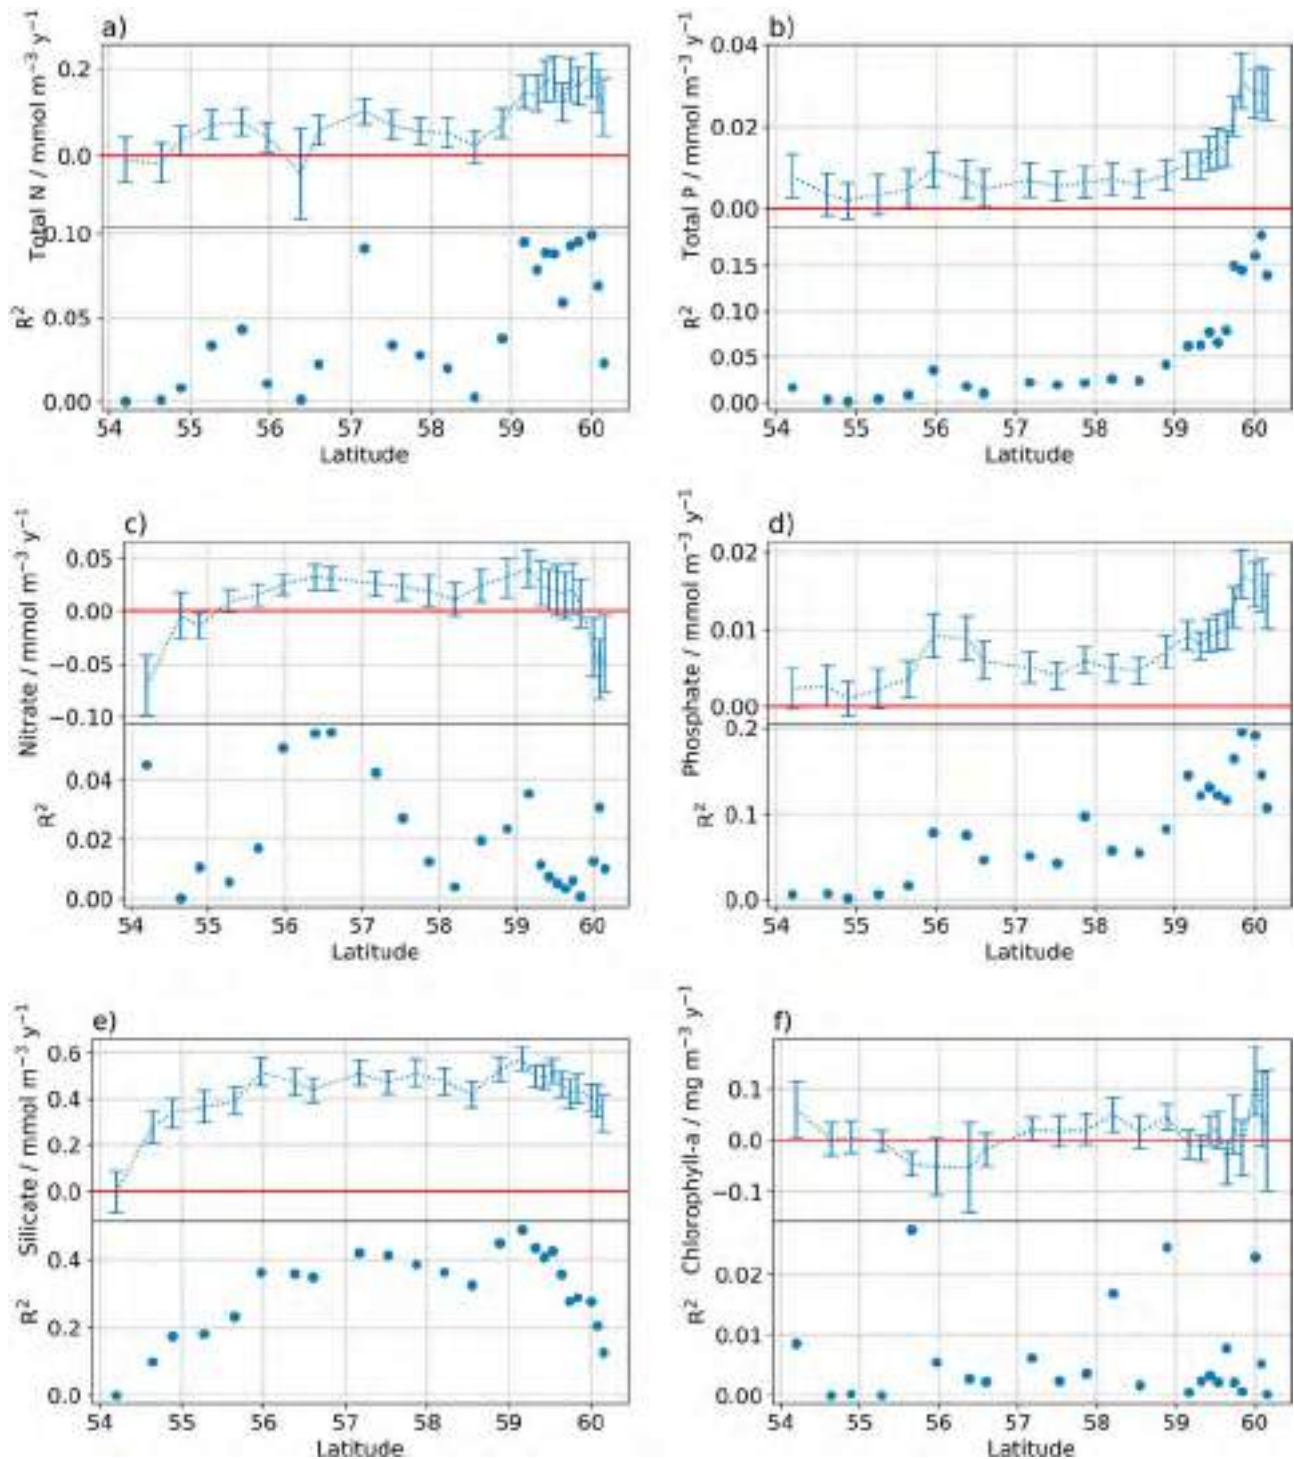 a)
Total N / mmol m⁻³ y⁻¹
0.2
0.0
R²
0.10
0.05
0.00
54 55 56 57 58 59 60
Latitude
b)
Total P / mmol m⁻³ y⁻¹
0.04
0.02
0.00
R²
0.15
0.10
0.05
0.00
54 55 56 57 58 59 60
Latitude
c)
Nitrate / mmol m⁻³ y⁻¹
0.05
0.00
−0.05
−0.10
R²
0.04
0.02
0.00
54 55 56 57 58 59 60
Latitude
d)
Phosphate / mmol m⁻³ y⁻¹
0.02
0.01
0.00
R²
0.2
0.1
0.0
54 55 56 57 58 59 60
Latitude
e)
Silicate / mmol m⁻³ y⁻¹
0.6
0.4
0.2
0.0
R²
0.4
0.2
0.0
54 55 56 57 58 59 60
Latitude
f)
Chlorophyll-a / mg m⁻³ y⁻¹
0.1
0.0
−0.1
R²
0.02
0.01
0.00
54 55 56 57 58 59 60
Latitude